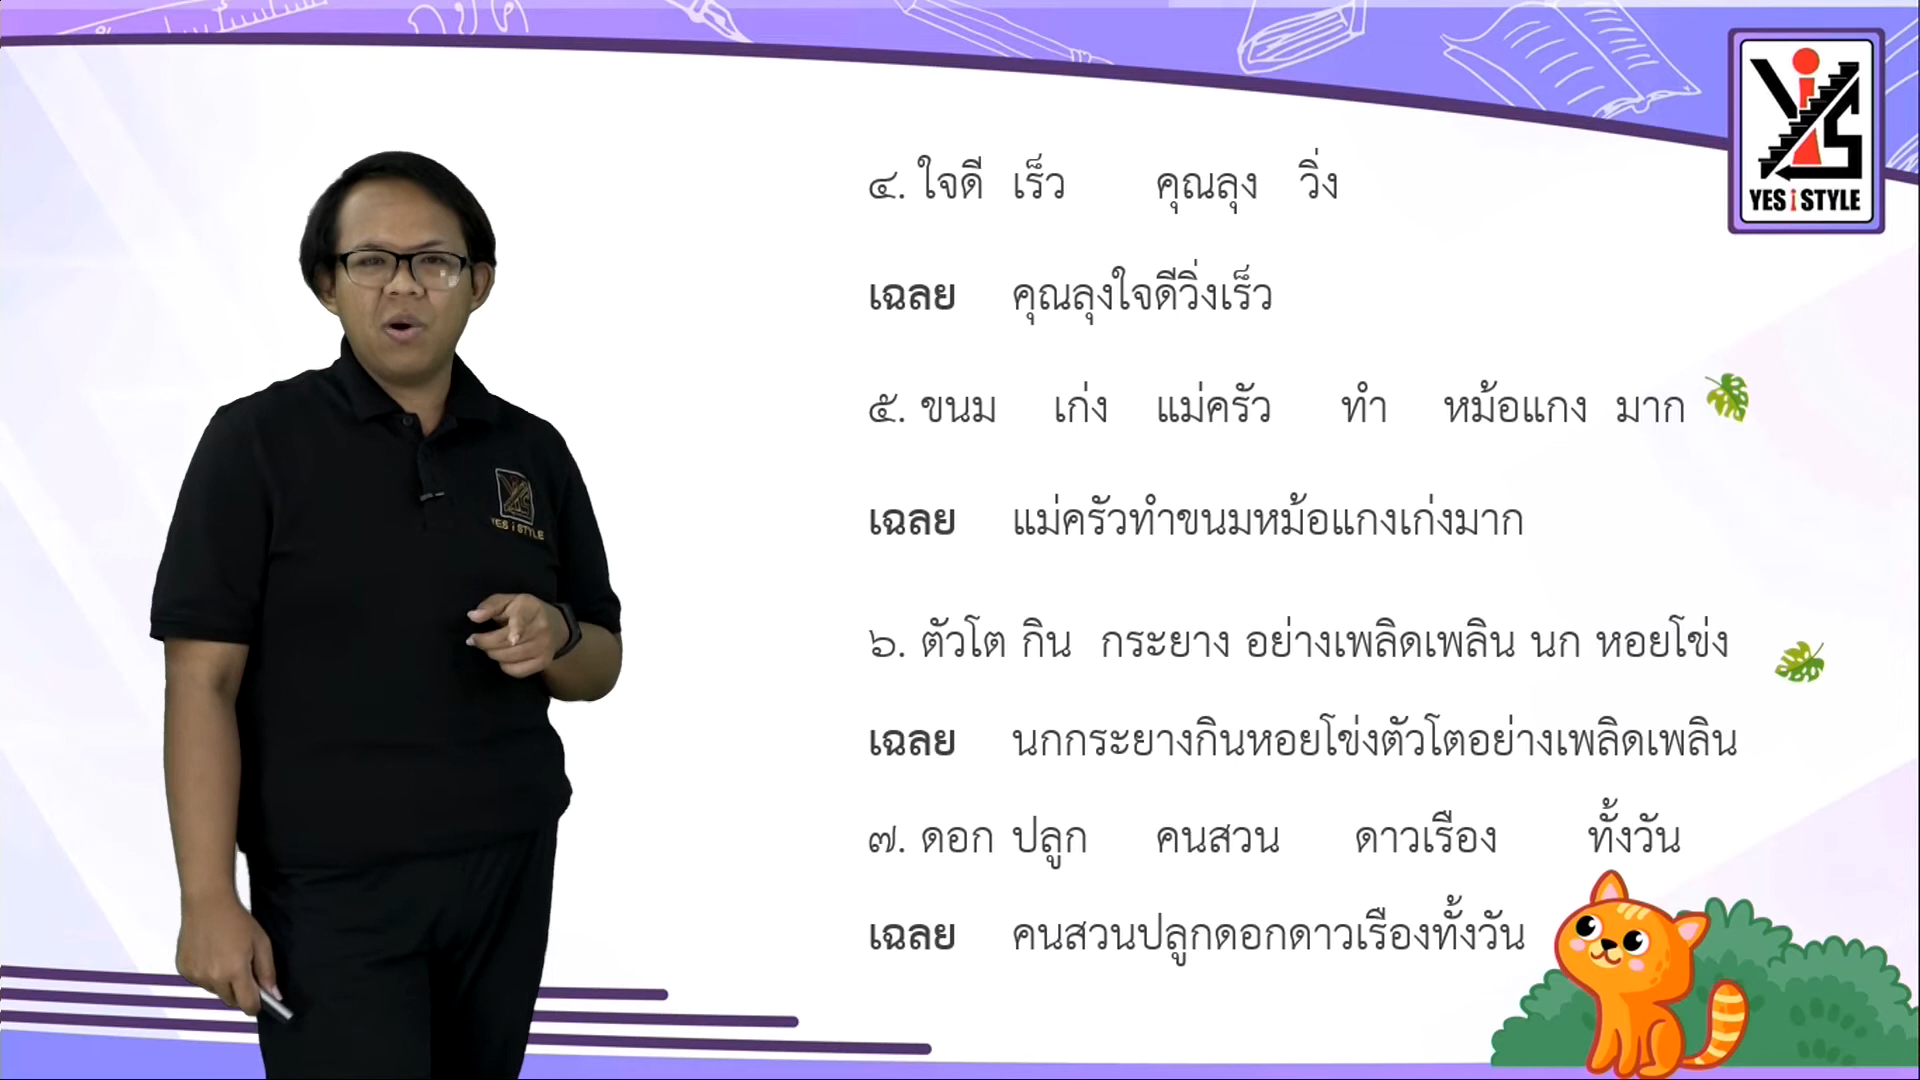 กขค
YES i STYLE
๔. ใจดี เร็ว คุณลุง วิ่ง
เฉลย คุณลุงใจดีวิ่งเร็ว
๕. ขนม เก่ง แม่ครัว ทำ หม้อแกง มาก
เฉลย แม่ครัวทำขนมหม้อแกงเก่งมาก
YES i STYLE
๖. ตัวโต กิน กระยาง อย่างเพลิดเพลิน นก หอยโข่ง
เฉลย นกกระยางกินหอยโข่งตัวโตอย่างเพลิดเพลิน
๗. ดอก ปลูก คนสวน ดาวเรือง ทั้งวัน
เฉลย คนสวนปลูกดอกดาวเรืองทั้งวัน